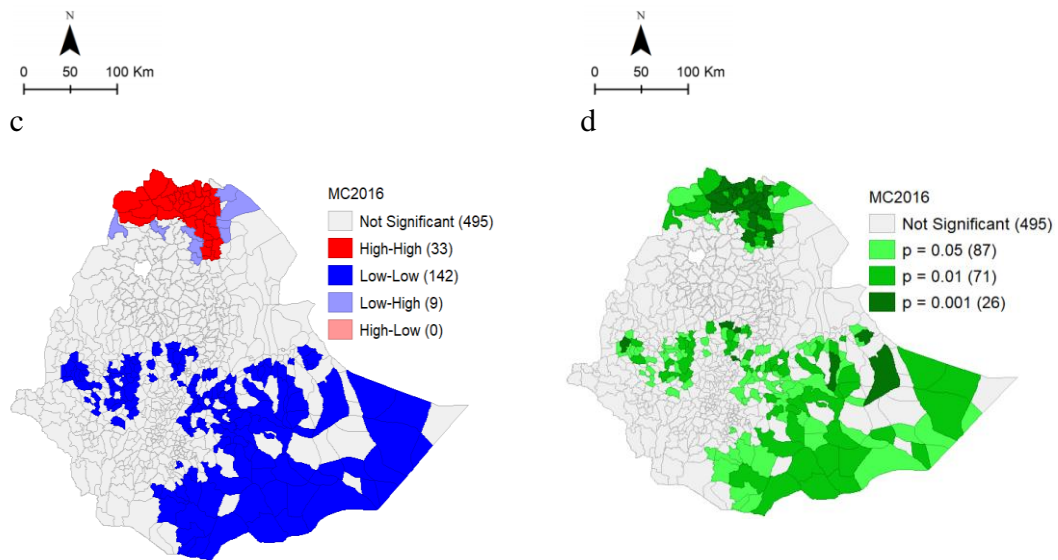 N
0 50 100 Km
c
MC2016
Not Significant (495)
High-High (33)
Low-Low (142)
Low-High (9)
High-Low (0)
N
0 50 100 Km
d
MC2016
Not Significant (495)
p = 0.05 (87)
p = 0.01 (71)
p = 0.001 (26)